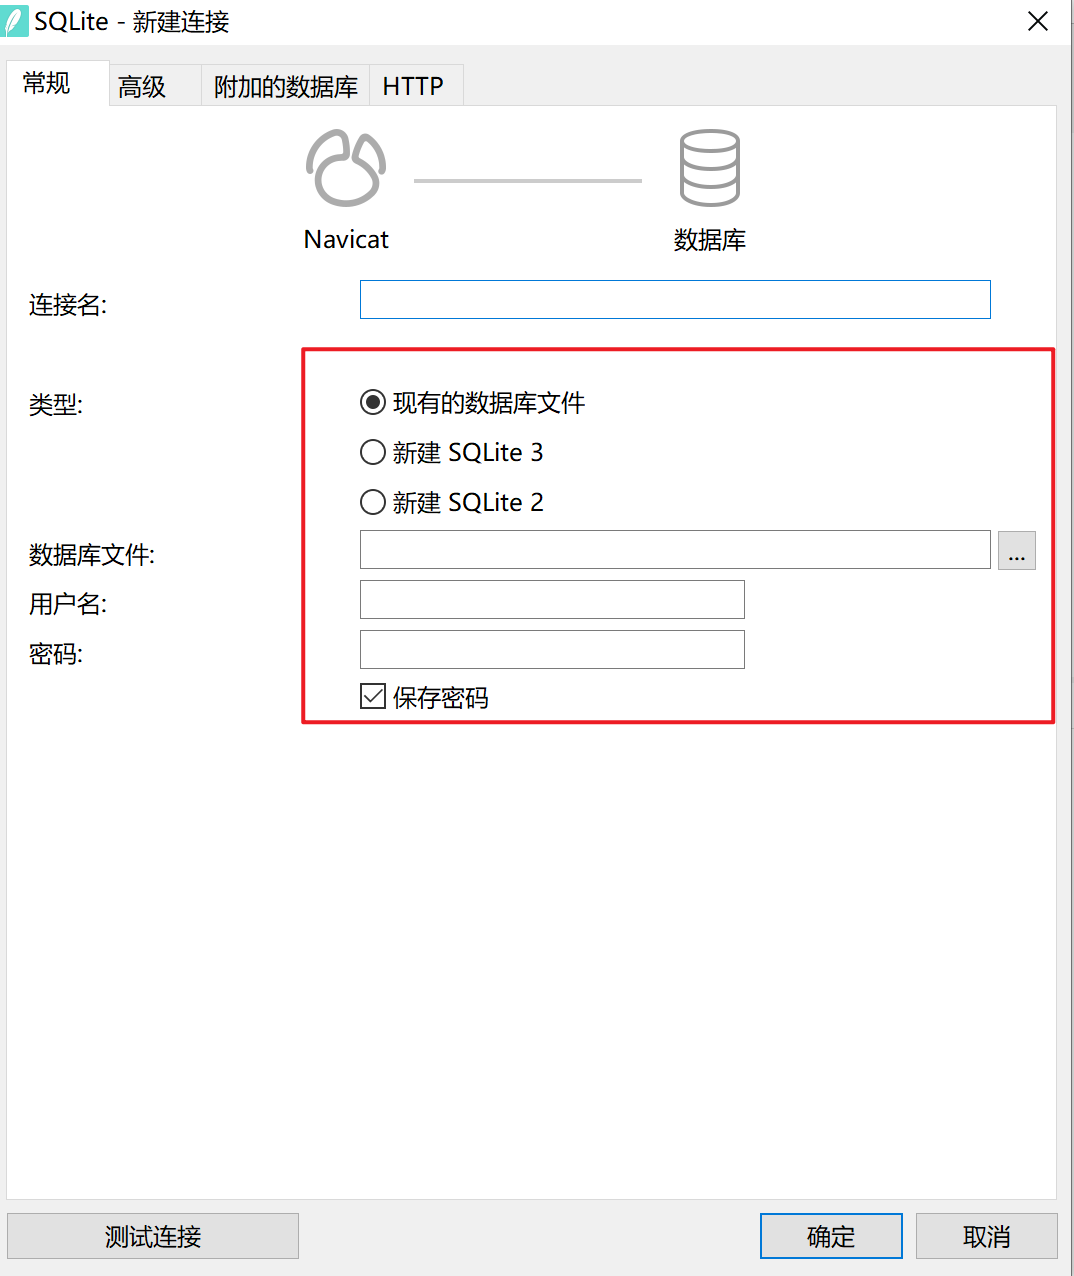 SQLite - 新建连接
常规 高级 附加的数据库 HTTP
Navicat 数据库
连接名:
类型: 现有的数据库文件
新建 SQLite 3
新建 SQLite 2
数据库文件: ...
用户名:
密码:
保存密码
测试连接 确定 取消